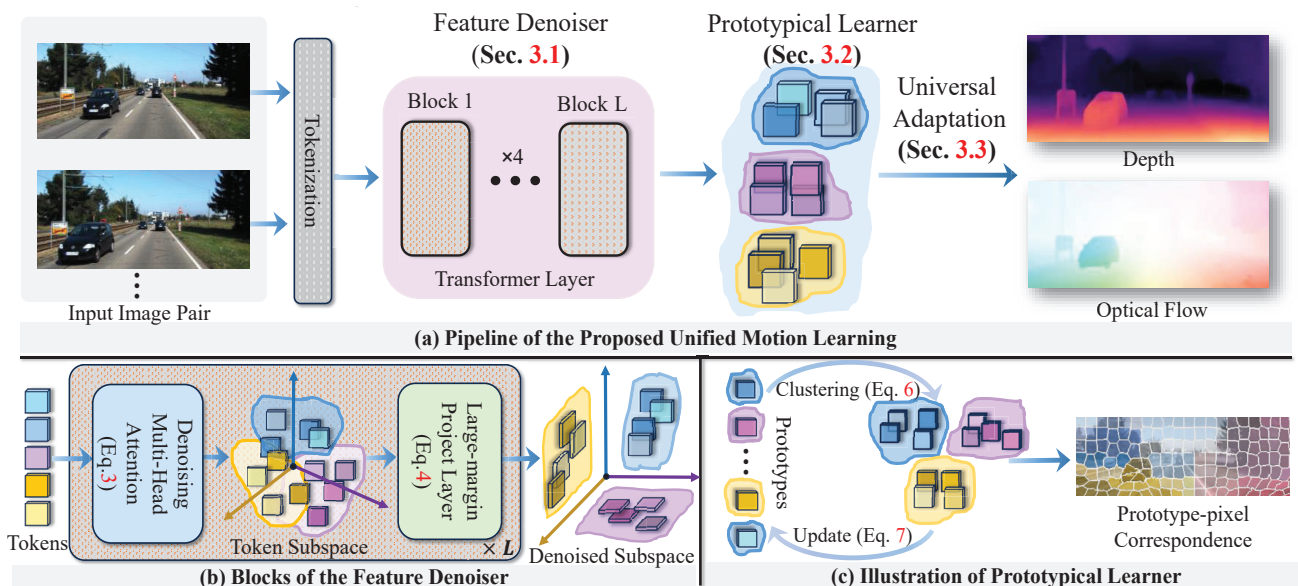 Feature Denoiser
(Sec. 3.1)
Prototypical Learner
(Sec. 3.2)
Universal
Adaptation
(Sec. 3.3)
Tokenization
Block 1
×4
Block L
Transformer Layer
Input Image Pair
Depth
Optical Flow
(a) Pipeline of the Proposed Unified Motion Learning
Tokens
Denoising
Multi-Head
Attention
(Eq.3)
Token Subspace
Large-margin
Project Layer
(Eq.4)
× L
Denoised Subspace
(b) Blocks of the Feature Denoiser
Clustering (Eq. 6)
Prototypes
Update (Eq. 7)
Prototype-pixel
Correspondence
(c) Illustration of Prototypical Learner